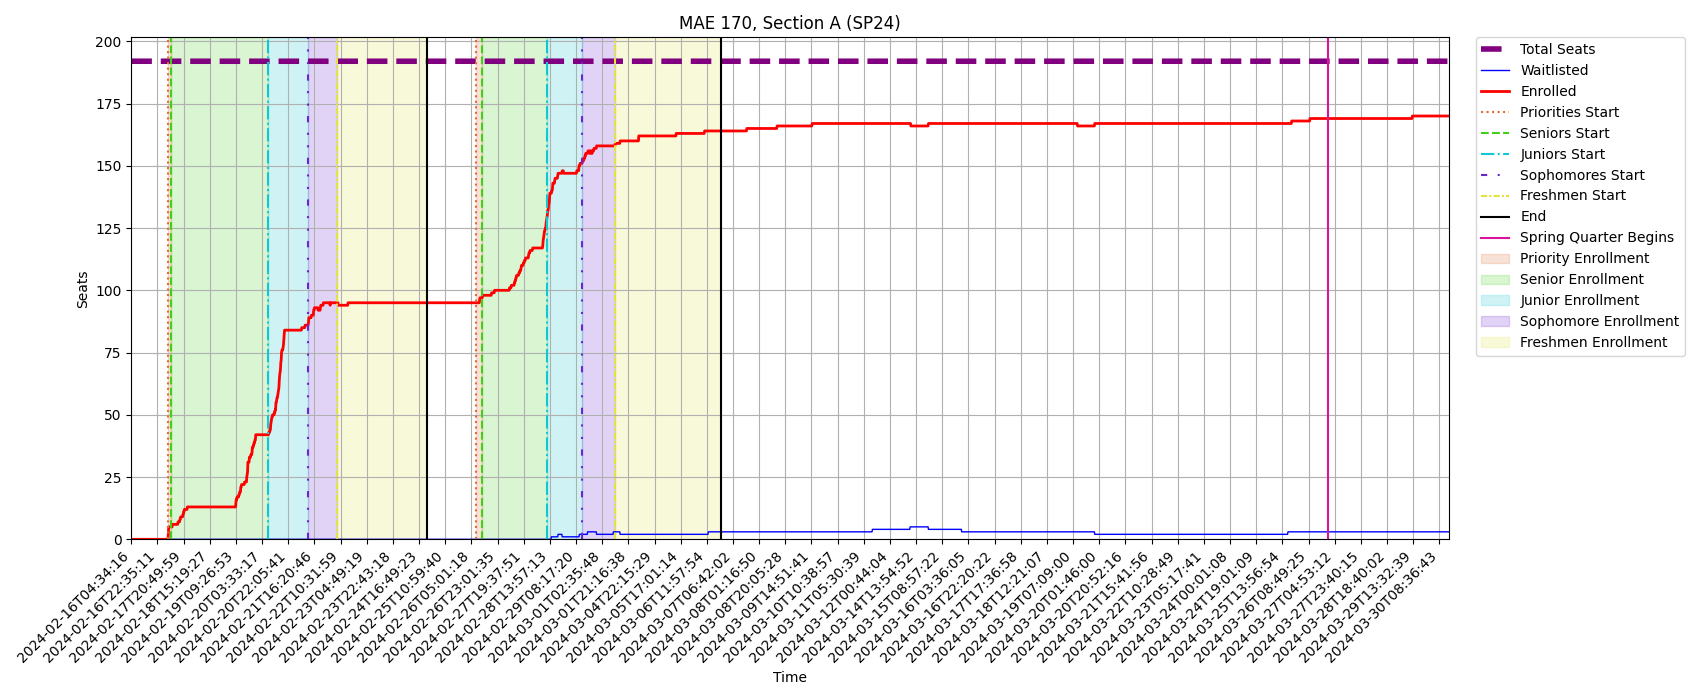 MAE 170, Section A (SP24)
200
175
150
125
100
75
50
25
0
Seats
2024-02-16T04:34:16
2024-02-16T22:35:11
2024-02-17T20:49:59
2024-02-18T15:19:27
2024-02-19T09:26:53
2024-02-20T03:33:17
2024-02-20T22:05:41
2024-02-21T16:20:46
2024-02-22T10:31:59
2024-02-23T04:49:19
2024-02-23T22:43:18
2024-02-24T16:49:23
2024-02-25T10:59:40
2024-02-26T05:01:18
2024-02-26T23:01:35
2024-02-27T19:37:51
2024-02-28T13:57:13
2024-02-29T08:17:20
2024-03-01T02:35:48
2024-03-01T21:16:38
2024-03-04T22:15:29
2024-03-05T17:01:14
2024-03-06T11:57:54
2024-03-07T06:42:02
2024-03-08T01:16:50
2024-03-08T20:05:28
2024-03-09T14:51:41
2024-03-10T10:38:57
2024-03-11T05:30:39
2024-03-12T00:44:04
2024-03-14T13:54:52
2024-03-15T08:57:22
2024-03-16T03:36:05
2024-03-16T22:20:22
2024-03-17T17:36:58
2024-03-18T12:21:07
2024-03-19T07:09:00
2024-03-20T01:46:00
2024-03-20T20:52:16
2024-03-21T15:41:56
2024-03-22T10:28:49
2024-03-23T05:17:41
2024-03-24T00:01:08
2024-03-24T19:01:09
2024-03-25T13:56:54
2024-03-26T08:49:25
2024-03-27T04:53:12
2024-03-27T23:40:15
2024-03-28T18:40:02
2024-03-29T13:32:39
2024-03-30T08:36:43
Time
Total Seats
Waitlisted
Enrolled
Priorities Start
Seniors Start
Juniors Start
Sophomores Start
Freshmen Start
End
Spring Quarter Begins
Priority Enrollment
Senior Enrollment
Junior Enrollment
Sophomore Enrollment
Freshmen Enrollment